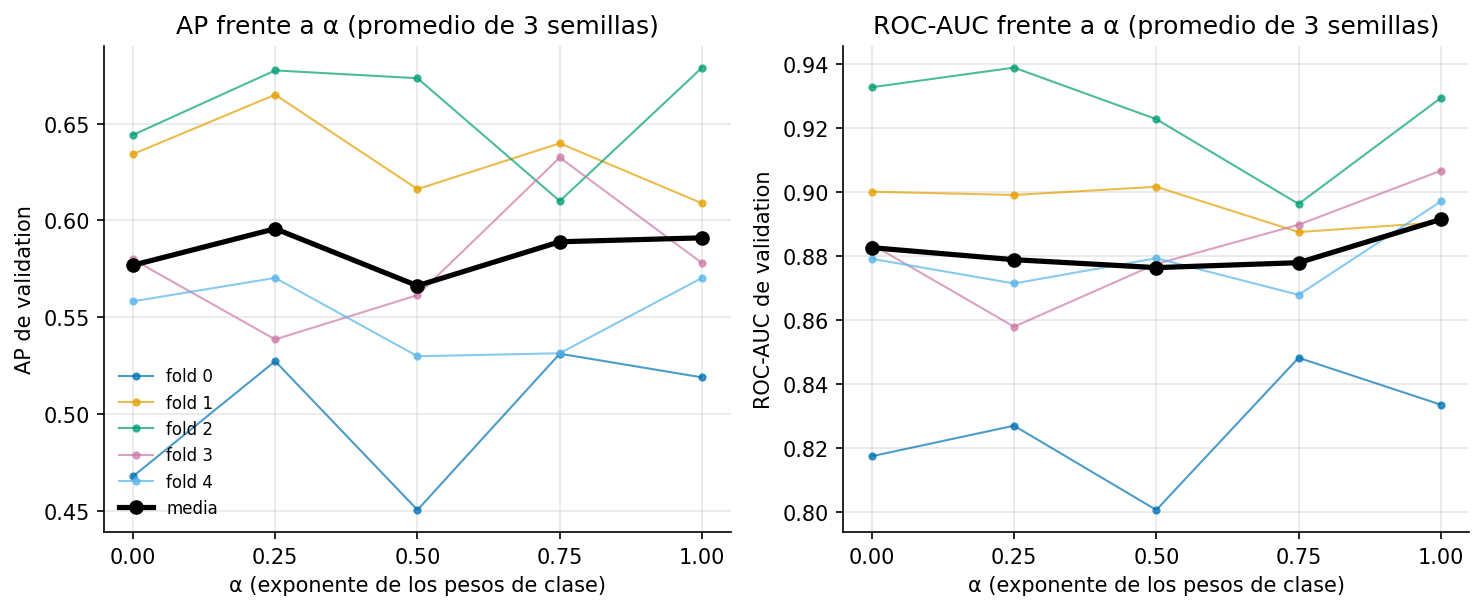 AP frente a α (promedio de 3 semillas)
AP de validation
0.65
0.60
0.55
0.50
0.45
fold 0
fold 1
fold 2
fold 3
fold 4
media
0.00 0.25 0.50 0.75 1.00
α (exponente de los pesos de clase)
ROC-AUC frente a α (promedio de 3 semillas)
ROC-AUC de validation
0.94
0.92
0.90
0.88
0.86
0.84
0.82
0.80
0.00 0.25 0.50 0.75 1.00
α (exponente de los pesos de clase)